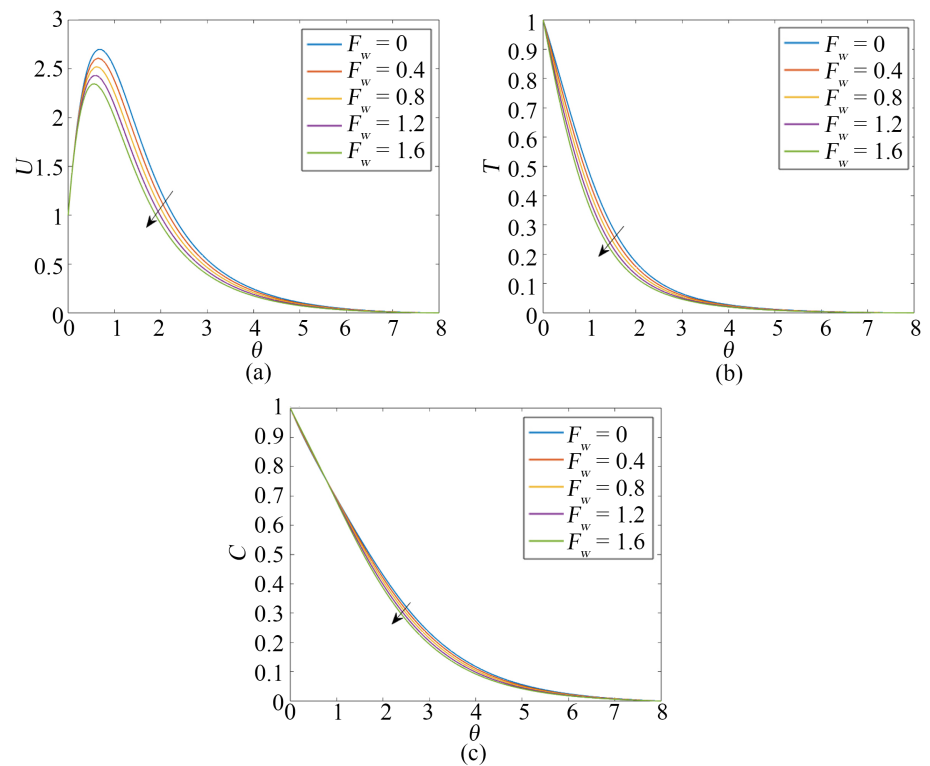 3
2.5
2
1.5
1
0.5
0
U
0 1 2 3 4 5 6 7 8
θ
(a)
F_w = 0
F_w = 0.4
F_w = 0.8
F_w = 1.2
F_w = 1.6
1
0.9
0.8
0.7
0.6
0.5
0.4
0.3
0.2
0.1
0
T
0 1 2 3 4 5 6 7 8
θ
(b)
F_w = 0
F_w = 0.4
F_w = 0.8
F_w = 1.2
F_w = 1.6
1
0.9
0.8
0.7
0.6
0.5
0.4
0.3
0.2
0.1
0
C
0 1 2 3 4 5 6 7 8
θ
(c)
F_w = 0
F_w = 0.4
F_w = 0.8
F_w = 1.2
F_w = 1.6